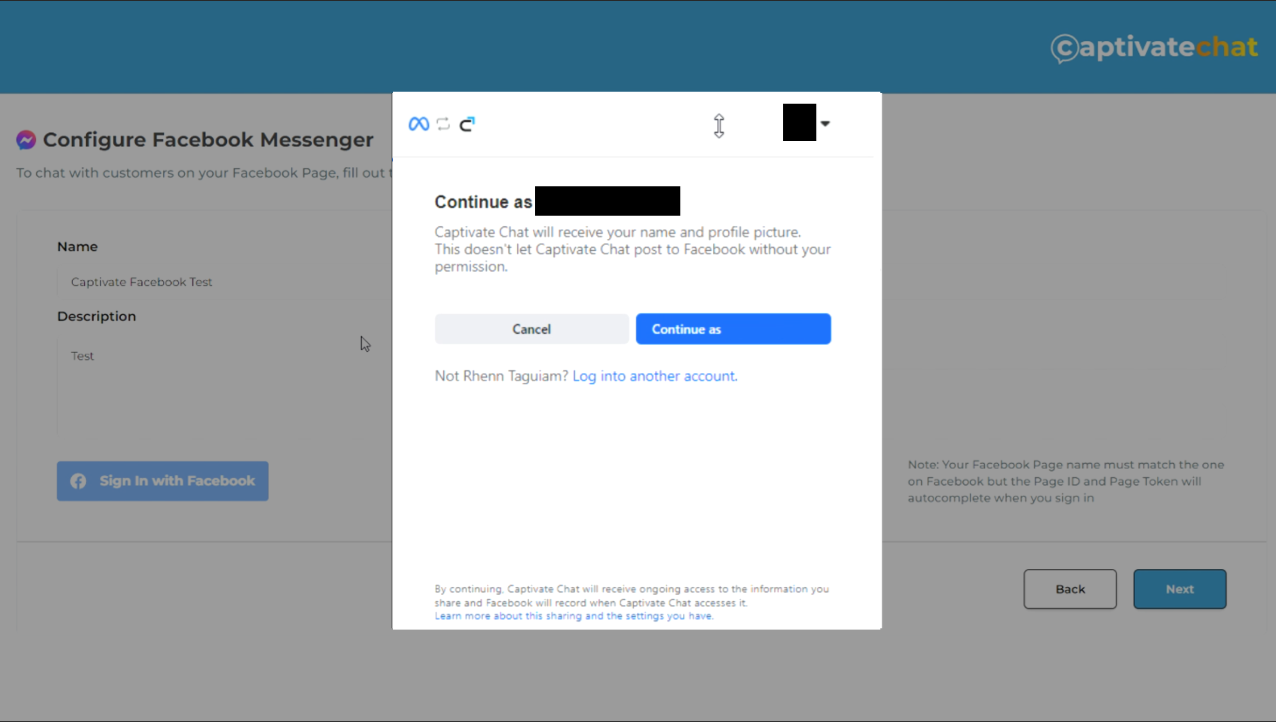 captivatechat
Configure Facebook Messenger
To chat with customers on your Facebook Page, fill out
Name
Captivate Facebook Test
Description
Test
Sign In with Facebook
Continue as
Captivate Chat will receive your name and profile picture.
This doesn't let Captivate Chat post to Facebook without your
permission.
Cancel
Continue as
Not Rhenn Taguiam? Log into another account.
By continuing, Captivate Chat will receive ongoing access to the information you
share and Facebook will record when Captivate Chat accesses it.
Learn more about this sharing and the settings you have.
Note: Your Facebook Page name must match the one
on Facebook but the Page ID and Page Token will
autocomplete when you sign in
Back
Next